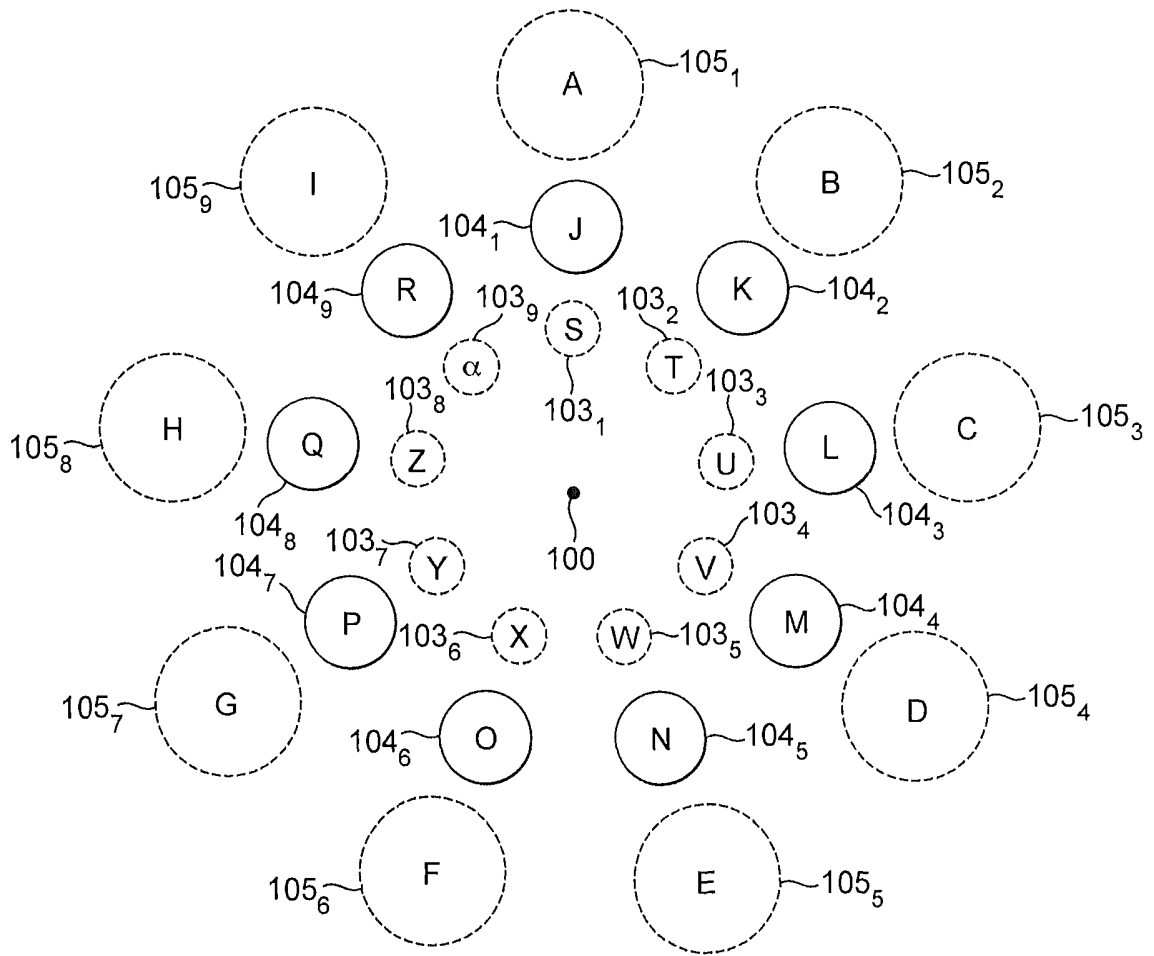 A 105₁
I 105₉
B 105₂
J 104₁
R 104₉
K 104₂
S 103₁
T 103₂
α 103₉
H 105₈
Q 104₈
Z 103₈
U 103₃
L 104₃
C 105₃
100
Y 103₇
V 103₄
P 104₇
X 103₆
W 103₅
M 104₄
G 105₇
D 105₄
O 104₆
N 104₅
F 105₆
E 105₅